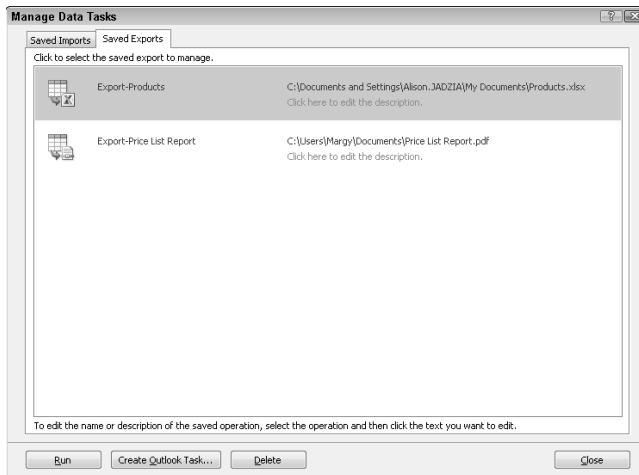 Manage Data Tasks
Saved Imports Saved Exports
Click to select the saved export to manage.
Export-Products C:\Documents and Settings\Alison.JADZIA\My Documents\Products.xlsx
Click here to edit the description.
Export-Price List Report C:\Users\Margy\Documents\Price List Report.pdf
Click here to edit the description.
To edit the name or description of the saved operation, select the operation and then click the text you want to edit.
Run Create Outlook Task... Delete Close